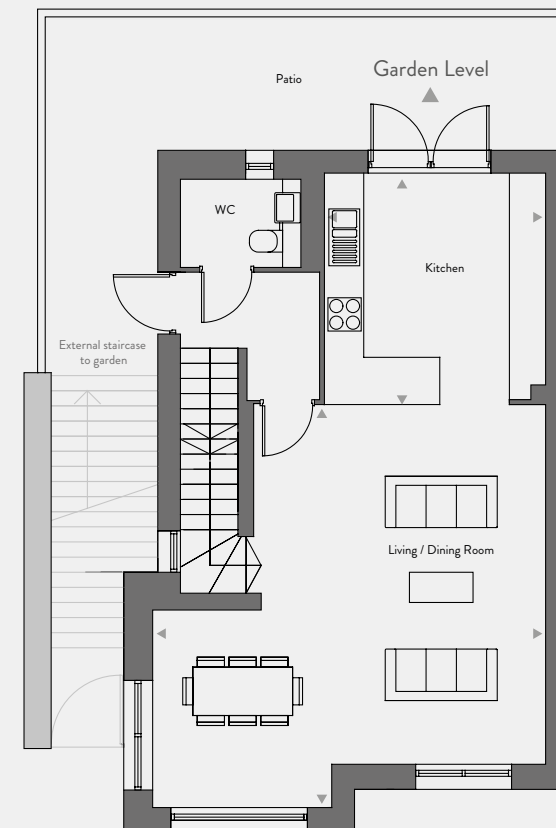 Garden Level
Patio
WC
Kitchen
External staircase
to garden
Living / Dining Room